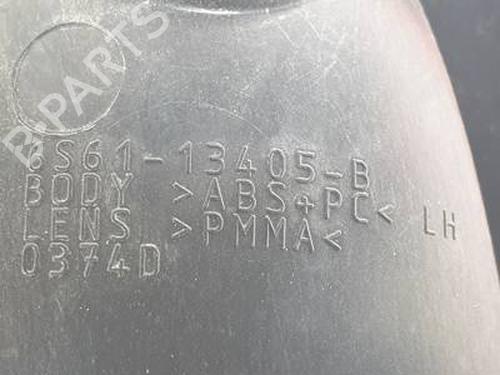 B-PARTS
6S61-13405-B
BODY >ABS+PC< LH
LENS >PMMA<
0374D